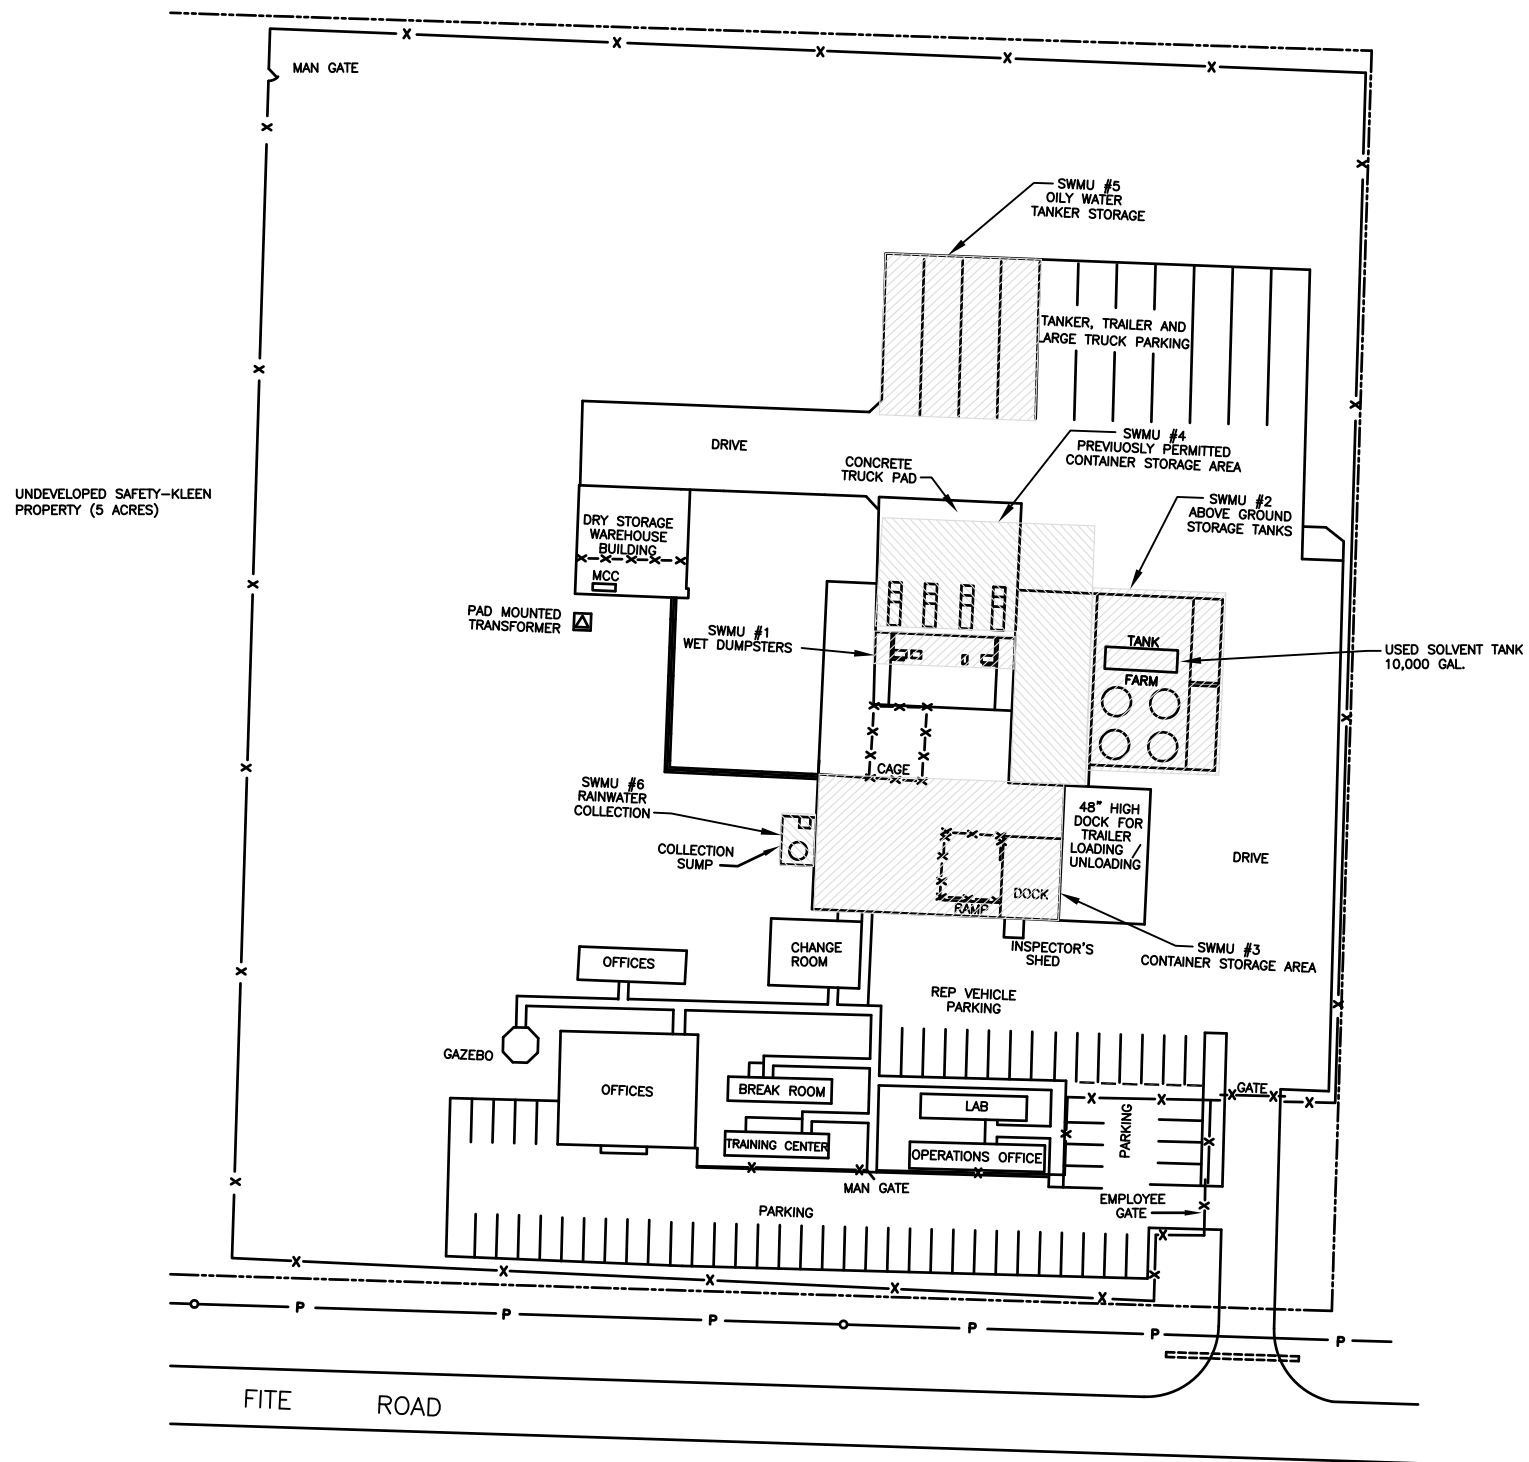 MAN GATE
SWMU #5
OILY WATER
TANKER STORAGE
TANKER, TRAILER AND
LARGE TRUCK PARKING
DRIVE
SWMU #4
PREVIUOSLY PERMITTED
CONTAINER STORAGE AREA
CONCRETE
TRUCK PAD
UNDEVELOPED SAFETY-KLEEN
PROPERTY (5 ACRES)
SWMU #2
ABOVE GROUND
STORAGE TANKS
DRY STORAGE
WAREHOUSE
BUILDING
MCC
PAD MOUNTED
TRANSFORMER
SWMU #1
WET DUMPSTERS
TANK
FARM
USED SOLVENT TANK
10,000 GAL.
CAGE
SWMU #6
RAINWATER
COLLECTION
COLLECTION
SUMP
48" HIGH
DOCK FOR
TRAILER
LOADING /
UNLOADING
DRIVE
DOCK
RAMP
INSPECTOR'S
SHED
SWMU #3
CONTAINER STORAGE AREA
CHANGE
ROOM
OFFICES
REP VEHICLE
PARKING
GAZEBO
OFFICES
BREAK ROOM
LAB
GATE
PARKING
TRAINING CENTER
OPERATIONS OFFICE
MAN GATE
EMPLOYEE
GATE
PARKING
P P P P P P
FITE ROAD